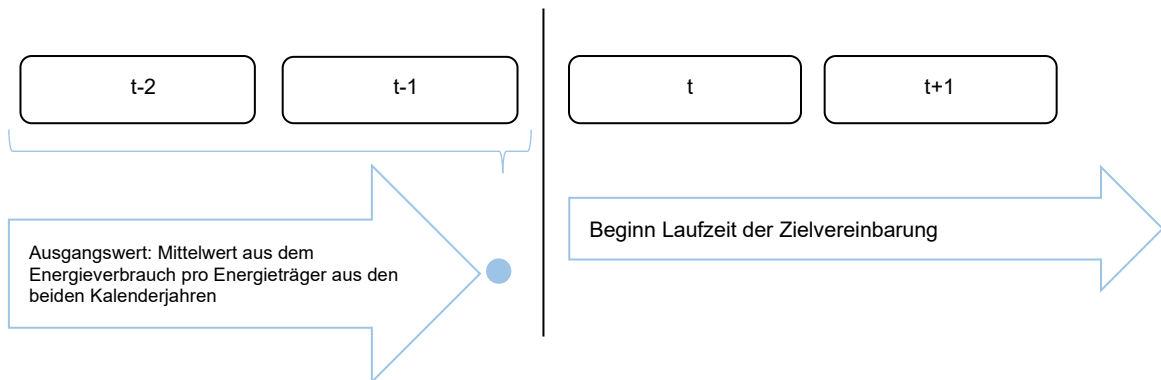 t-2
t-1
t
t+1
Ausgangswert: Mittelwert aus dem
Energieverbrauch pro Energieträger aus den
beiden Kalenderjahren
Beginn Laufzeit der Zielvereinbarung